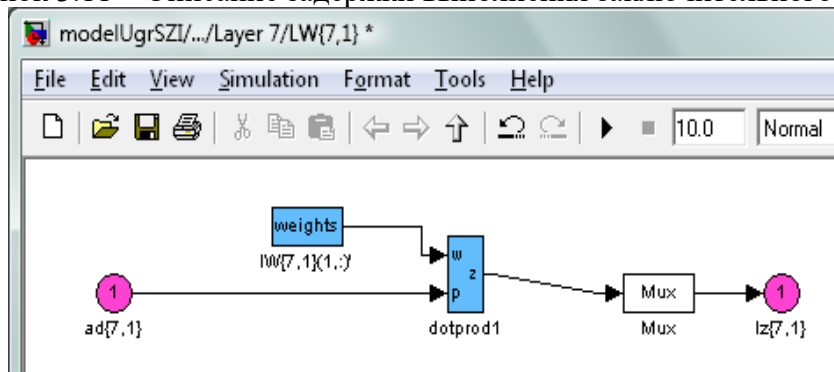 modelUgrSZI/.../Layer 7/LW{7,1} *
File Edit View Simulation Format Tools Help
10.0 Normal
weights
IW{7,1}(1,:)'
w
z
p
1
ad{7,1}
dotprod1
Mux
Mux
1
lz{7,1}